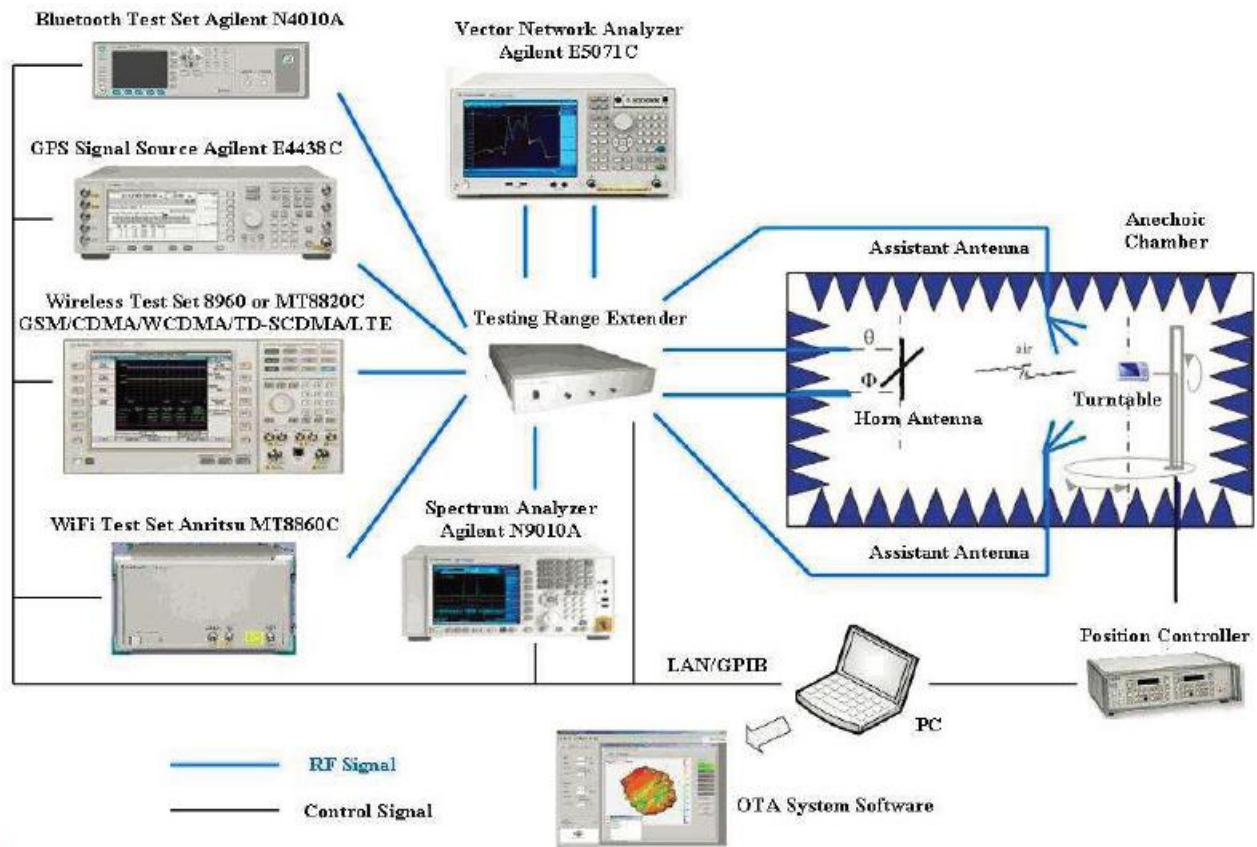 Bluetooth Test Set Agilent N4010A
Vector Network Analyzer
Agilent E5071C
GPS Signal Source Agilent E4438C
Anechoic
Chamber
Assistant Antenna
Wireless Test Set 8960 or MT8820C
GSM/CDMA/WCDMA/TD-SCDMA/LTE
Testing Range Extender
θ
air
Φ
Turntable
Horn Antenna
WiFi Test Set Anritsu MT8860C
Spectrum Analyzer
Agilent N9010A
Assistant Antenna
Position Controller
LAN/GPIB
PC
RF Signal
Control Signal
OTA System Software